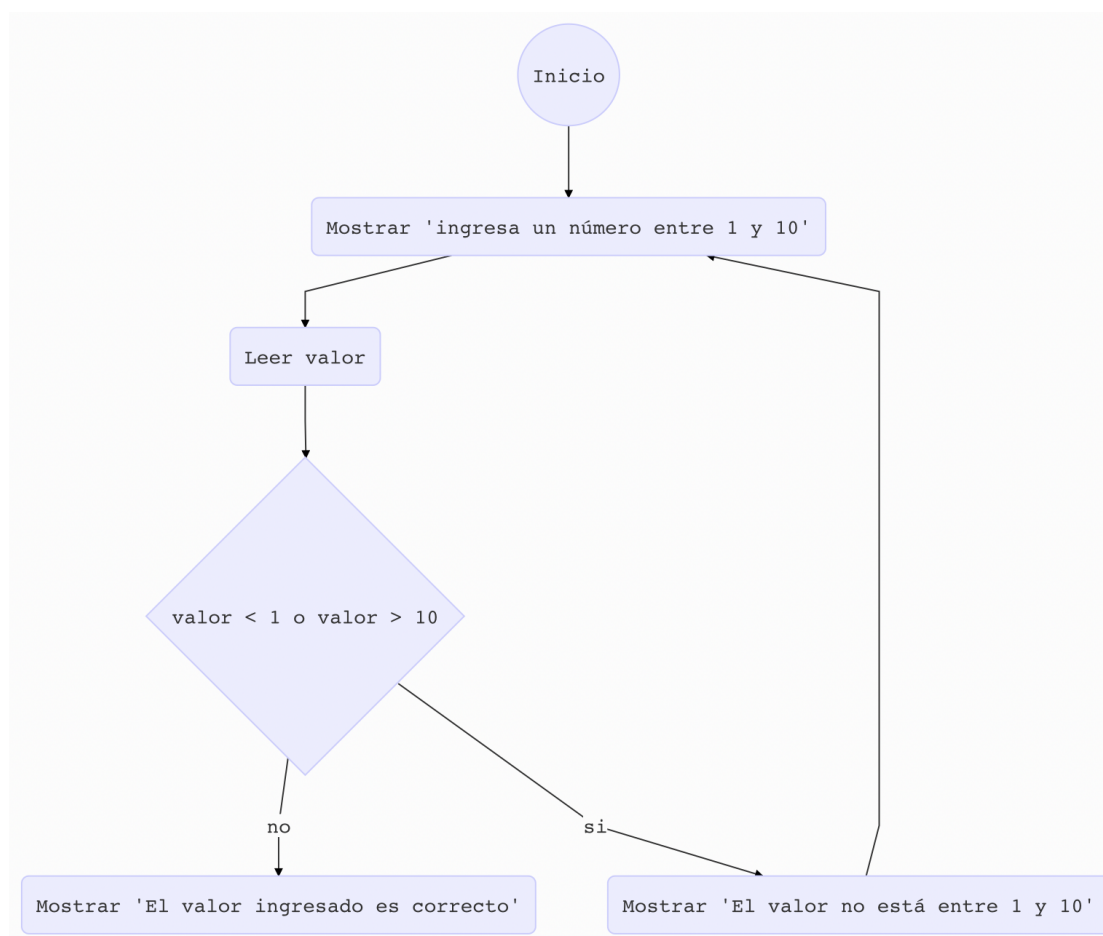 Inicio
Mostrar 'ingresa un número entre 1 y 10'
Leer valor
valor < 1 o valor > 10
no
si
Mostrar 'El valor ingresado es correcto'
Mostrar 'El valor no está entre 1 y 10'